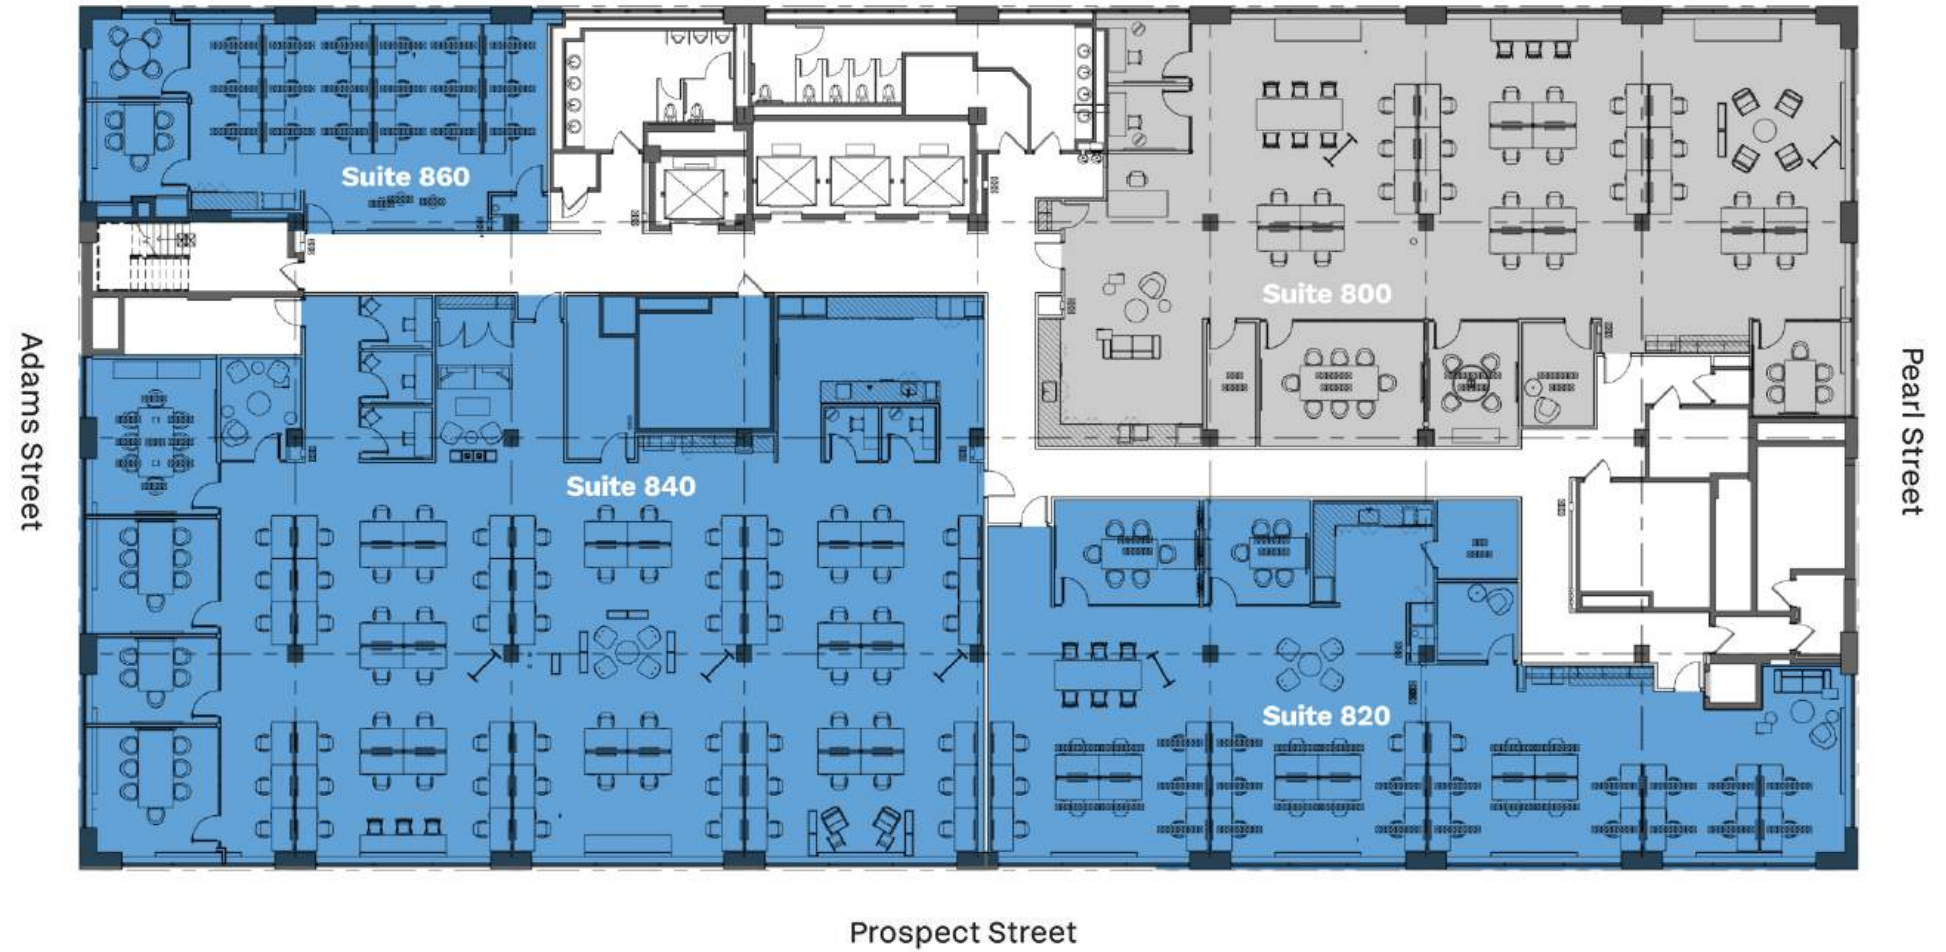 Suite 860
Suite 800
Adams Street
Pearl Street
Suite 840
Suite 820
Prospect Street